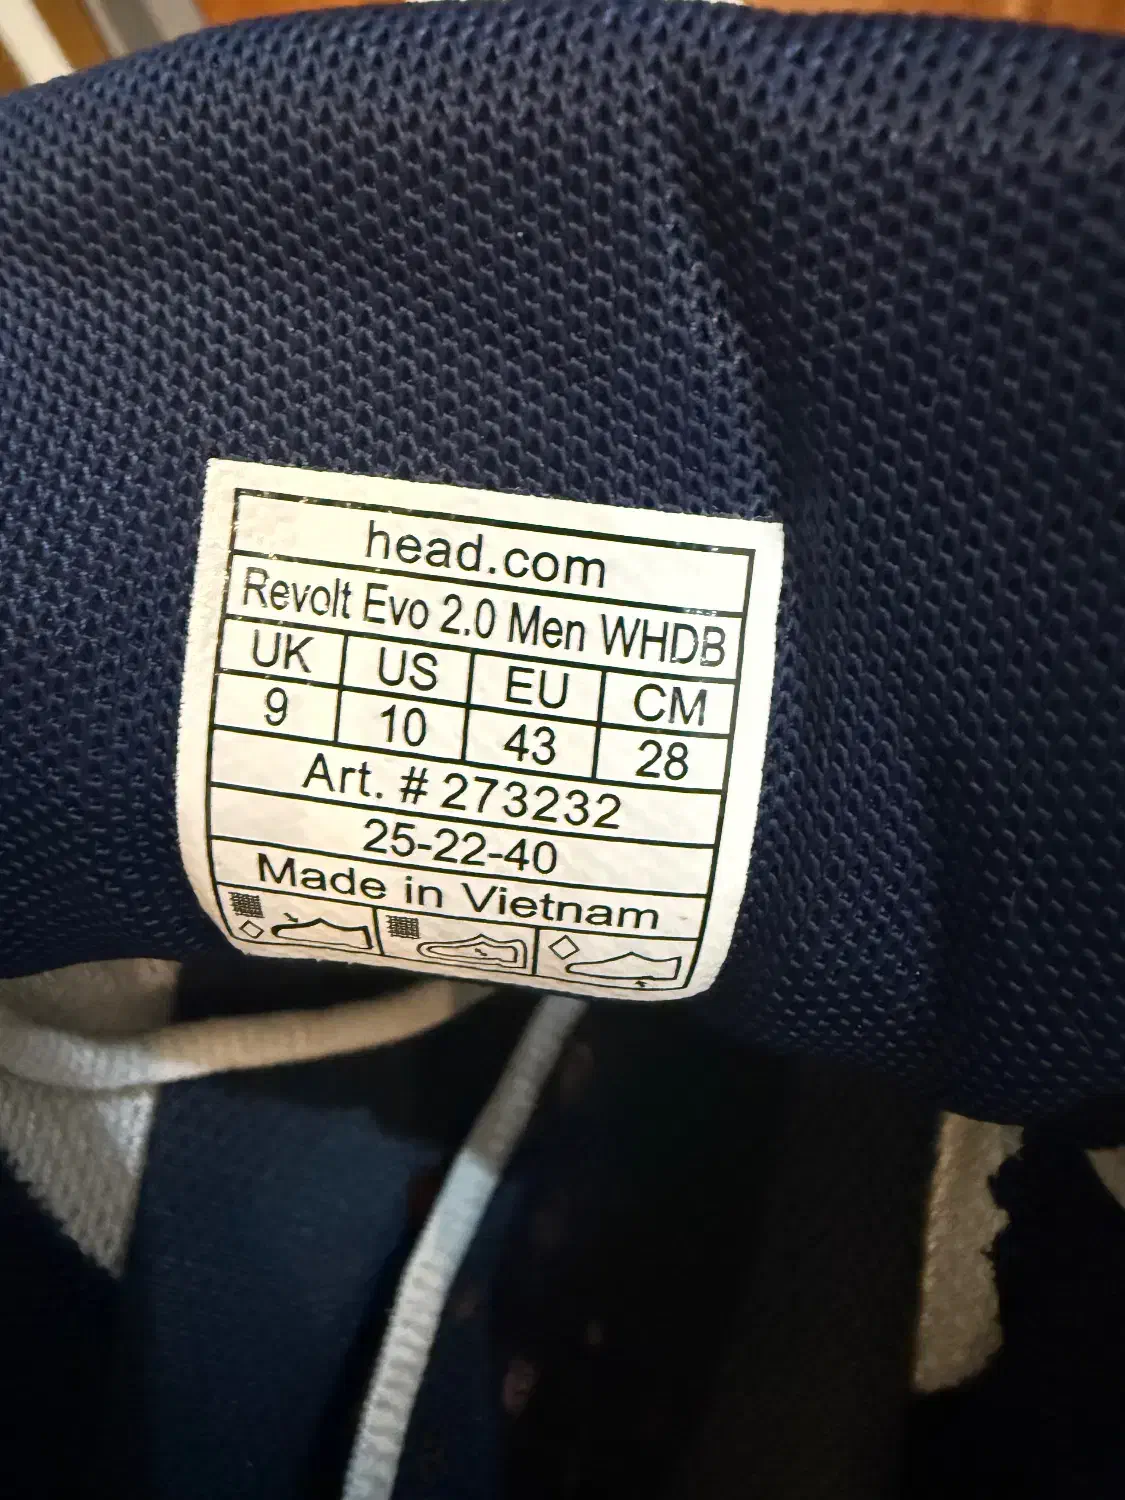 head.com
Revolt Evo 2.0 Men WHDB
UK US EU CM
9 10 43 28
Art. # 273232
25-22-40
Made in Vietnam